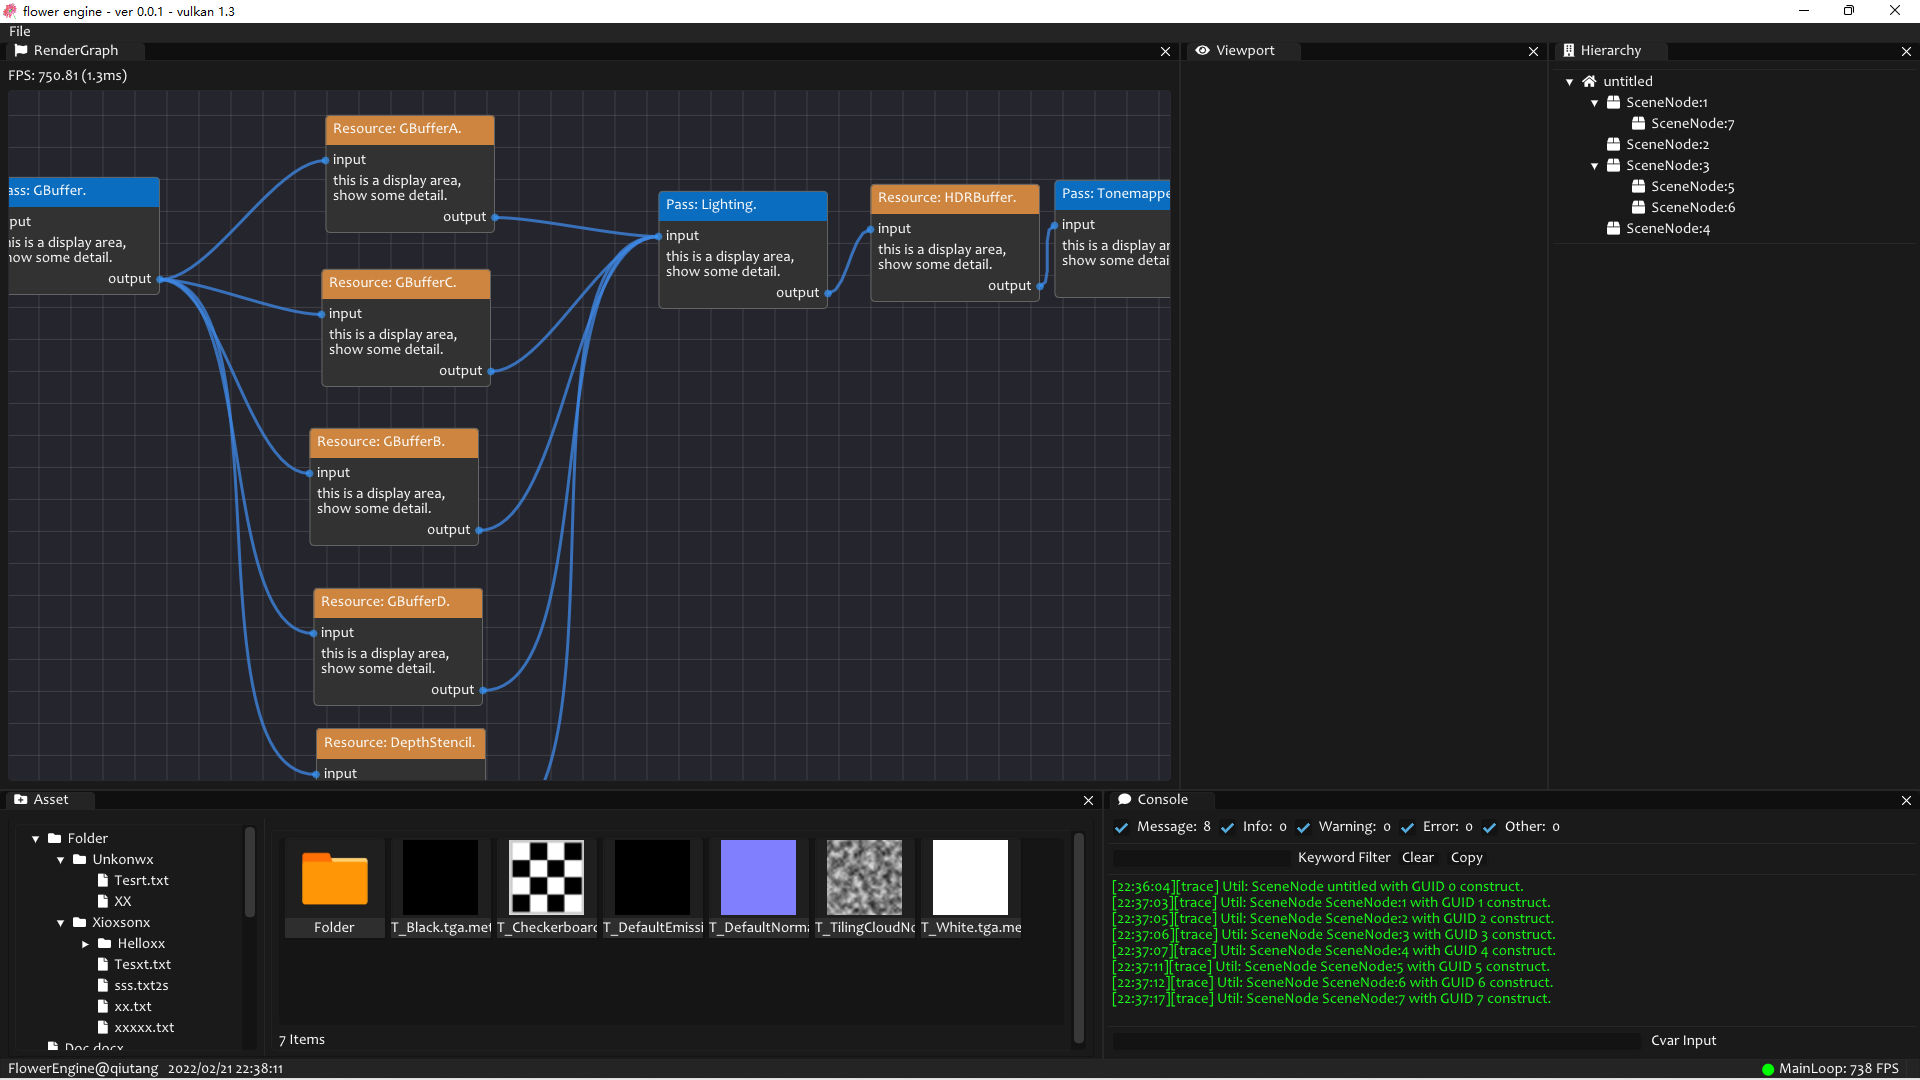 flower engine - ver 0.0.1 - vulkan 1.3
File
RenderGraph
FPS: 750.81 (1.3ms)
ass: GBuffer.
put
his is a display area,
how some detail.
output
Resource: GBufferA.
input
this is a display area,
show some detail.
output
Resource: GBufferC.
input
this is a display area,
show some detail.
output
Resource: GBufferB.
input
this is a display area,
show some detail.
output
Resource: GBufferD.
input
this is a display area,
show some detail.
output
Resource: DepthStencil.
input
Pass: Lighting.
input
this is a display area,
show some detail.
output
Resource: HDRBuffer.
input
this is a display area,
show some detail.
output
Pass: Tonemappe
input
this is a display ar
show some detai
Viewport
Hierarchy
untitled
SceneNode:1
SceneNode:7
SceneNode:2
SceneNode:3
SceneNode:5
SceneNode:6
SceneNode:4
Asset
Folder
Unkonwx
Tesrt.txt
XX
Xioxsonx
Helloxx
Tesxt.txt
sss.txt2s
xx.txt
xxxxx.txt
Doc.docx
Folder
T_Black.tga.met
T_Checkerboard
T_DefaultEmissi
T_DefaultNorma
T_TilingCloudNo
T_White.tga.me
7 Items
Console
Message: 8 Info: 0 Warning: 0 Error: 0 Other: 0
Keyword Filter Clear Copy
[22:36:04][trace] Util: SceneNode untitled with GUID 0 construct.
[22:37:03][trace] Util: SceneNode SceneNode:1 with GUID 1 construct.
[22:37:05][trace] Util: SceneNode SceneNode:2 with GUID 2 construct.
[22:37:06][trace] Util: SceneNode SceneNode:3 with GUID 3 construct.
[22:37:07][trace] Util: SceneNode SceneNode:4 with GUID 4 construct.
[22:37:11][trace] Util: SceneNode SceneNode:5 with GUID 5 construct.
[22:37:12][trace] Util: SceneNode SceneNode:6 with GUID 6 construct.
[22:37:17][trace] Util: SceneNode SceneNode:7 with GUID 7 construct.
Cvar Input
FlowerEngine@qiutang 2022/02/21 22:38:11
MainLoop: 738 FPS